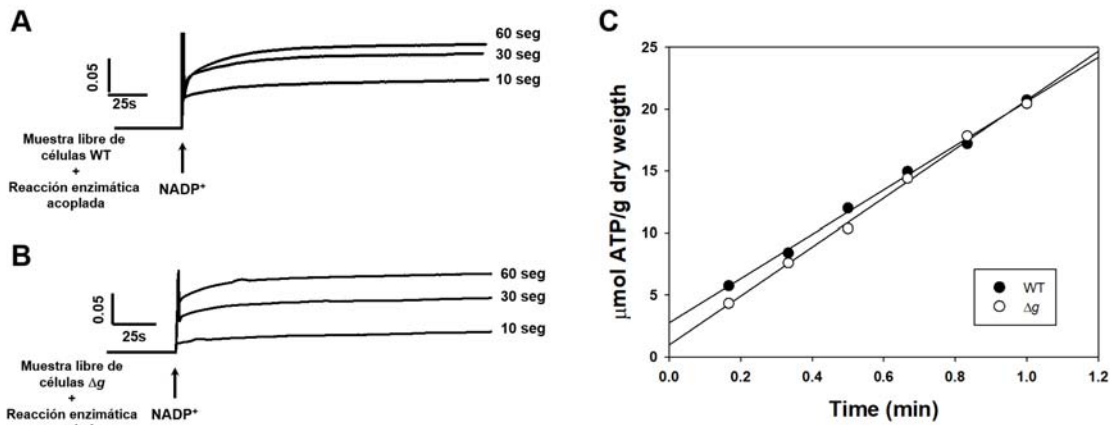 A
60 seg
30 seg
10 seg
0.05
25s
Muestra libre de
células WT
+
Reacción enzimática
acoplada
NADP⁺
B
60 seg
30 seg
10 seg
0.05
25s
Muestra libre de
células Δg
+
Reacción enzimática
NADP⁺
C
μmol ATP/g dry weigth
25
20
15
10
5
0
0.0 0.2 0.4 0.6 0.8 1.0 1.2
Time (min)
WT
Δg